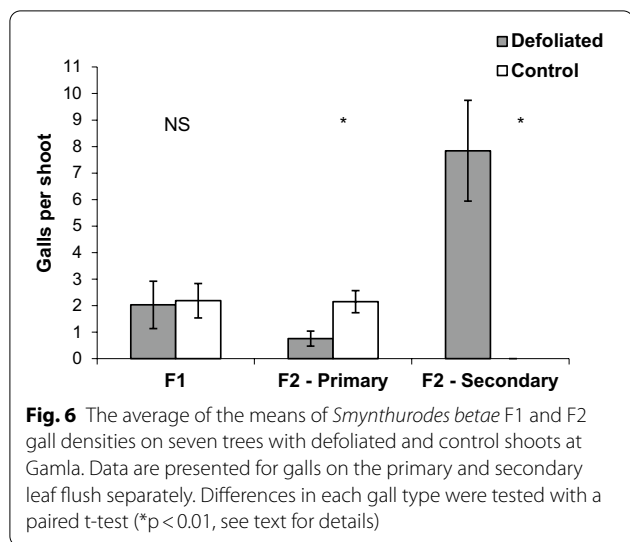 Defoliated
Control
11
10
9
8
7
6
5
4
3
2
1
0
Galls per shoot
NS
*
*
F1
F2 - Primary
F2 - Secondary
Fig. 6 The average of the means of Smynthurodes betae F1 and F2
gall densities on seven trees with defoliated and control shoots at
Gamla. Data are presented for galls on the primary and secondary
leaf flush separately. Differences in each gall type were tested with a
paired t-test (*p < 0.01, see text for details)